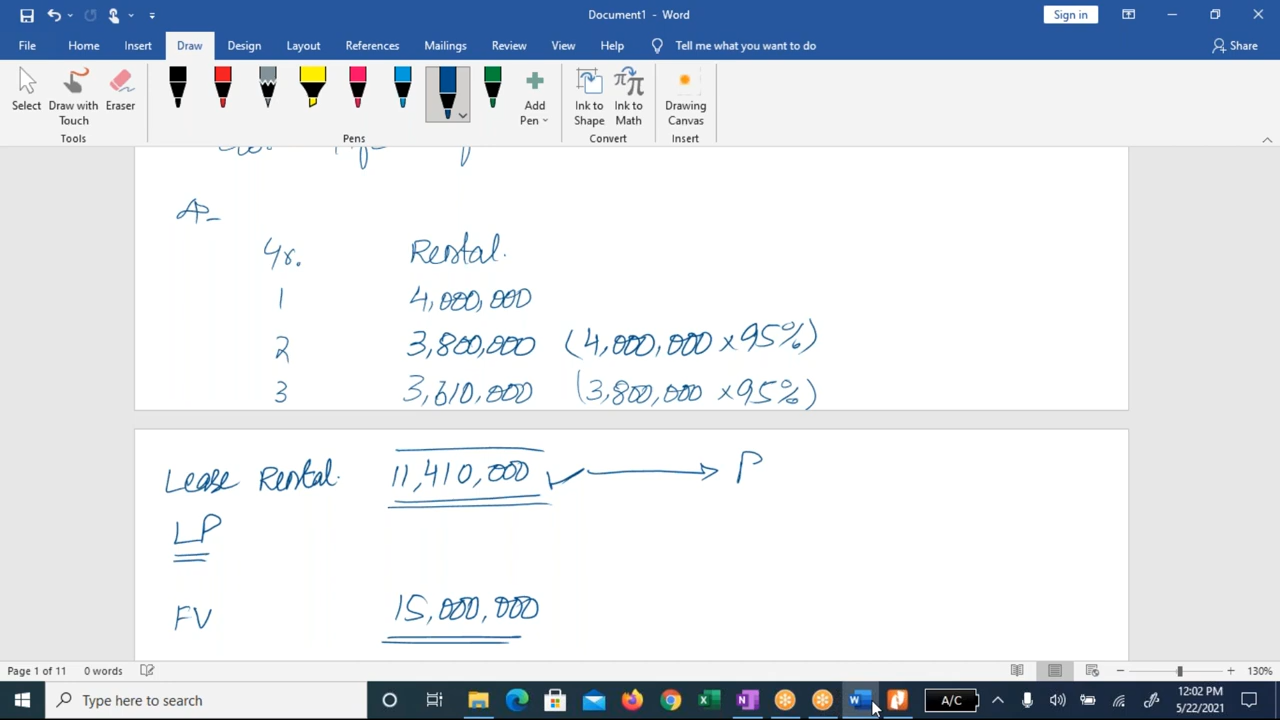 Document1 - Word
Sign in
File Home Insert Draw Design Layout References Mailings Review View Help Tell me what you want to do Share
Select Draw with Touch Eraser Add Pen Ink to Shape Ink to Math Drawing Canvas
Tools Pens Convert Insert
A-
Yr. Rental.
1 4,000,000
2 3,800,000 (4,000,000 x 95%)
3 3,610,000 (3,800,000 x 95%)
Lease Rental. 11,410,000 P
LP
FV 15,000,000
Page 1 of 11 0 words 130%
Type here to search A/C 12:02 PM
5/22/2021